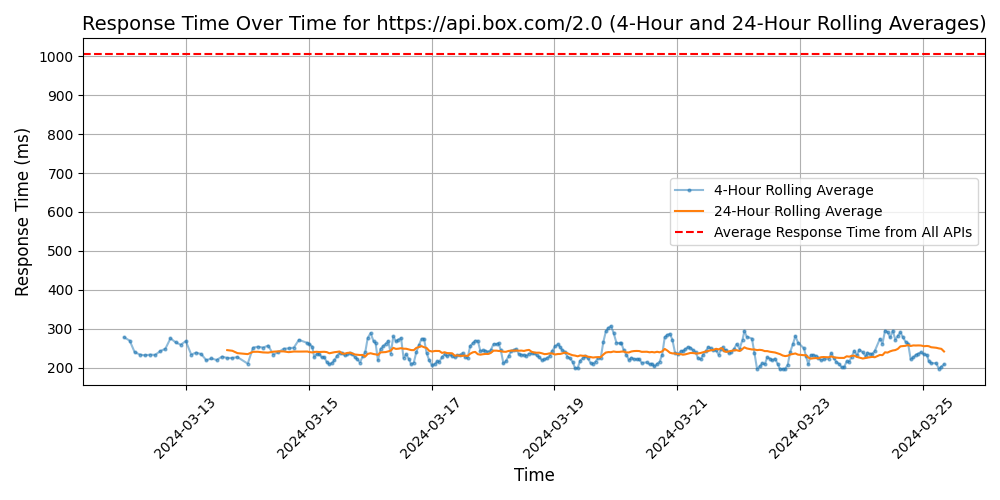 Response Time Over Time for https://api.box.com/2.0 (4-Hour and 24-Hour Rolling Averages)
Response Time (ms)
1000
900
800
700
600
500
400
300
200
4-Hour Rolling Average
24-Hour Rolling Average
Average Response Time from All APIs
2024-03-13
2024-03-15
2024-03-17
2024-03-19
2024-03-21
2024-03-23
2024-03-25
Time